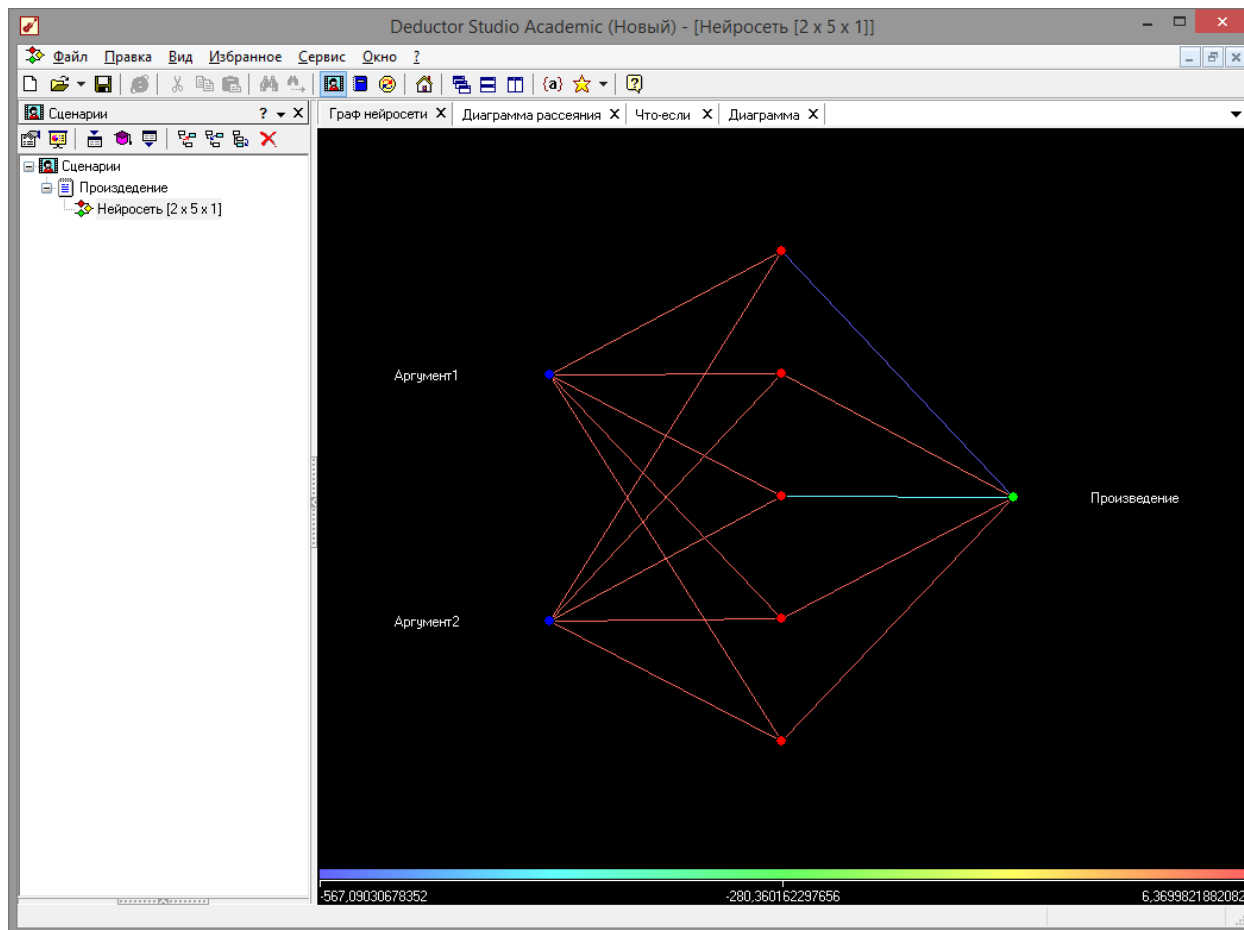 Deductor Studio Academic (Новый) - [Нейросеть [2 x 5 x 1]]
Файл Правка Вид Избранное Сервис Окно ?
{a}
Сценарии ?
Граф нейросети X Диаграмма рассеяния X Что-если X Диаграмма X
Сценарии
Произдедение
Нейросеть [2 x 5 x 1]
Аргумент1
Произведение
Аргумент2
-567,09030678352 -280,360162297656 6,3699821882082